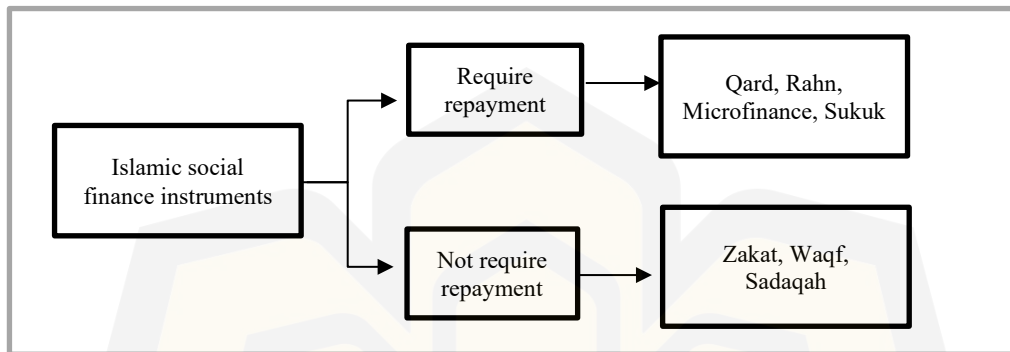 Islamic social
finance instruments
Require
repayment
Qard, Rahn,
Microfinance, Sukuk
Not require
repayment
Zakat, Waqf,
Sadaqah